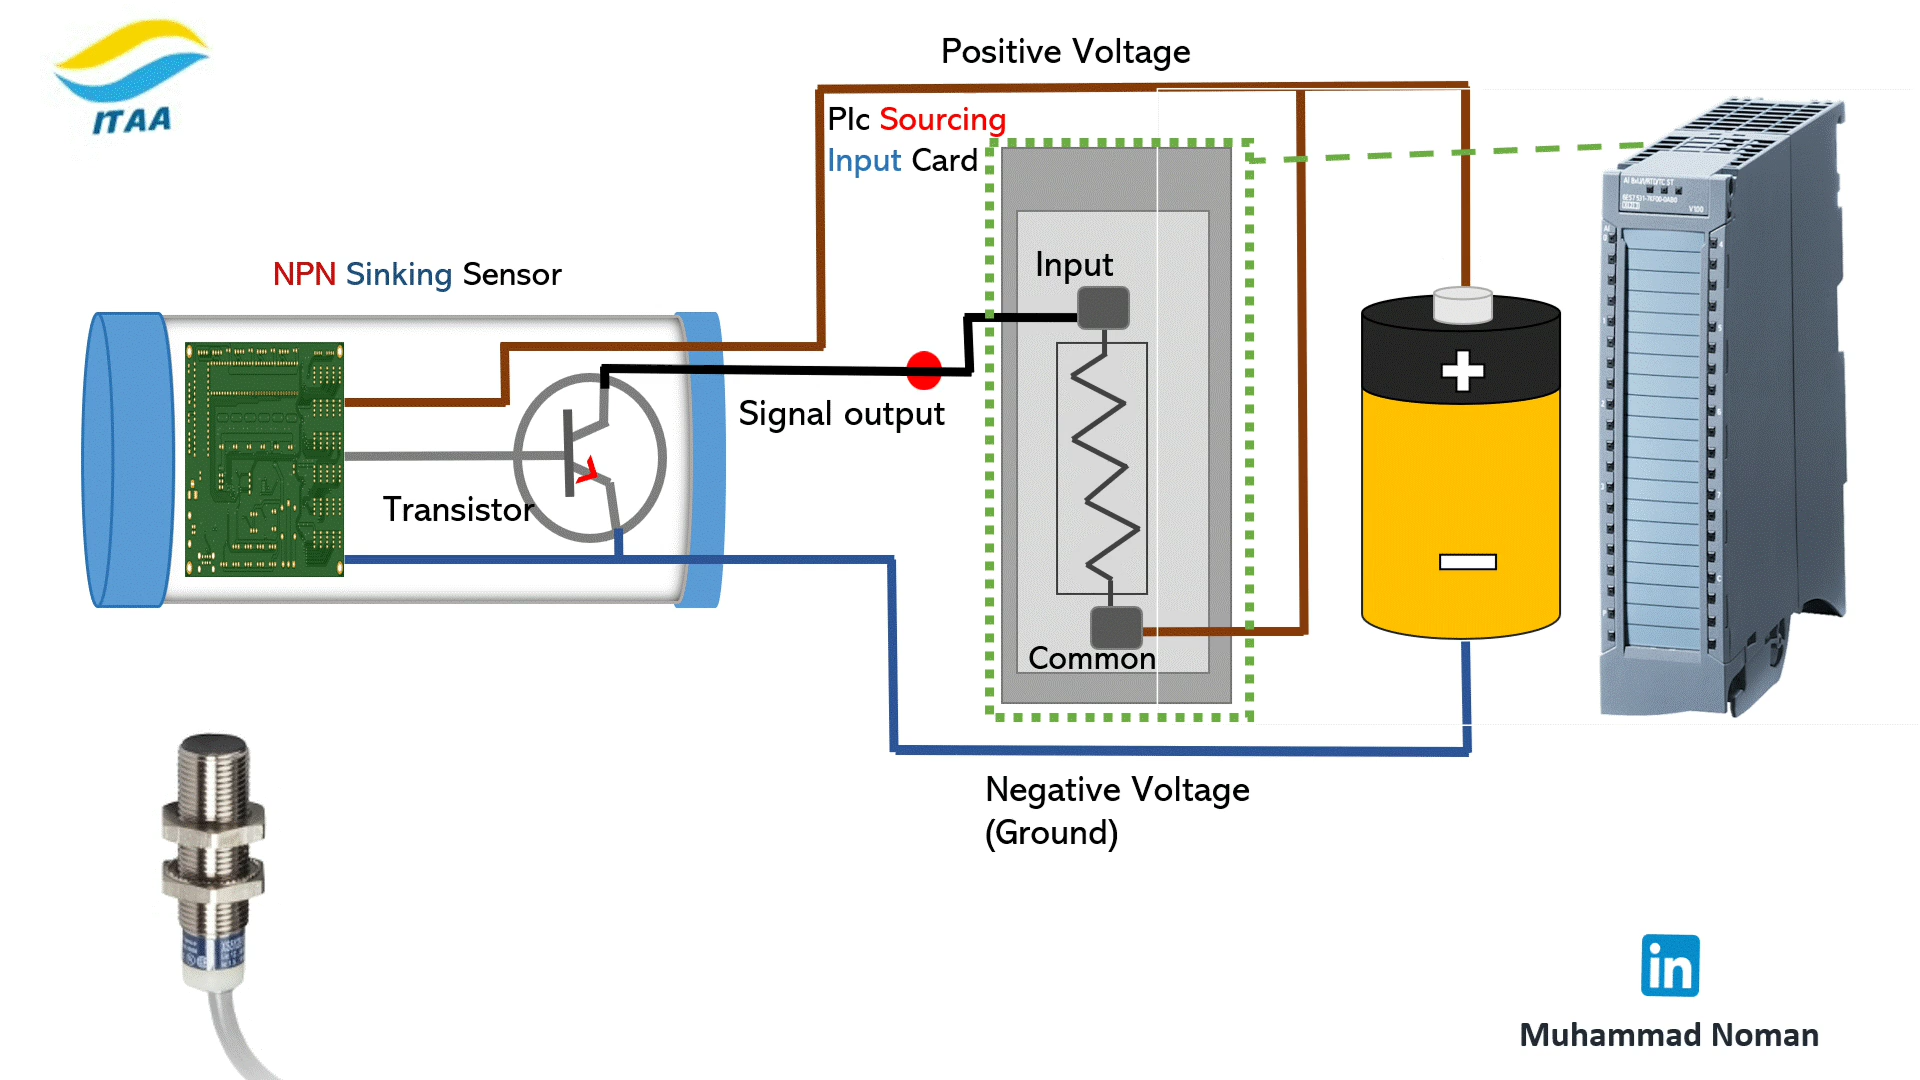 ITAA
Positive Voltage
Plc Sourcing
Input Card
NPN Sinking Sensor
Input
Signal output
Transistor
Common
Negative Voltage
(Ground)
V100
in
Muhammad Noman